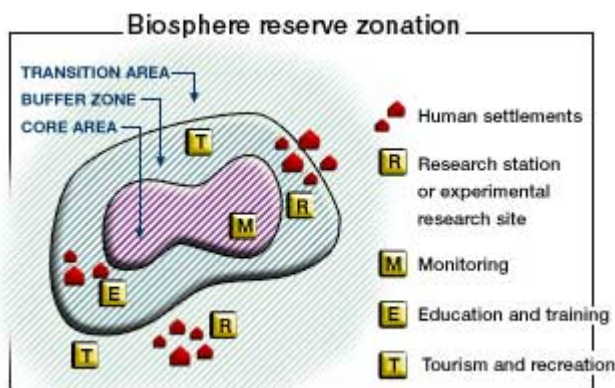 Biosphere reserve zonation
TRANSITION AREA
BUFFER ZONE
CORE AREA
T
R
M
E
R
T
Human settlements
R Research station
or experimental
research site
M Monitoring
E Education and training
T Tourism and recreation